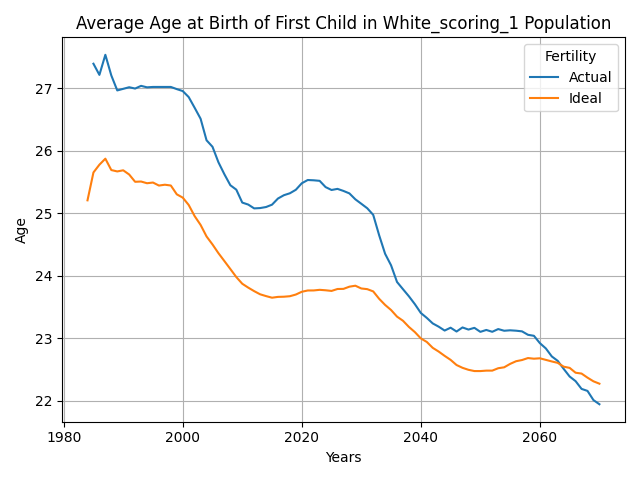 Average Age at Birth of First Child in White_scoring_1 Population
Fertility
Actual
Ideal
Age
27
26
25
24
23
22
1980
2000
2020
2040
2060
Years